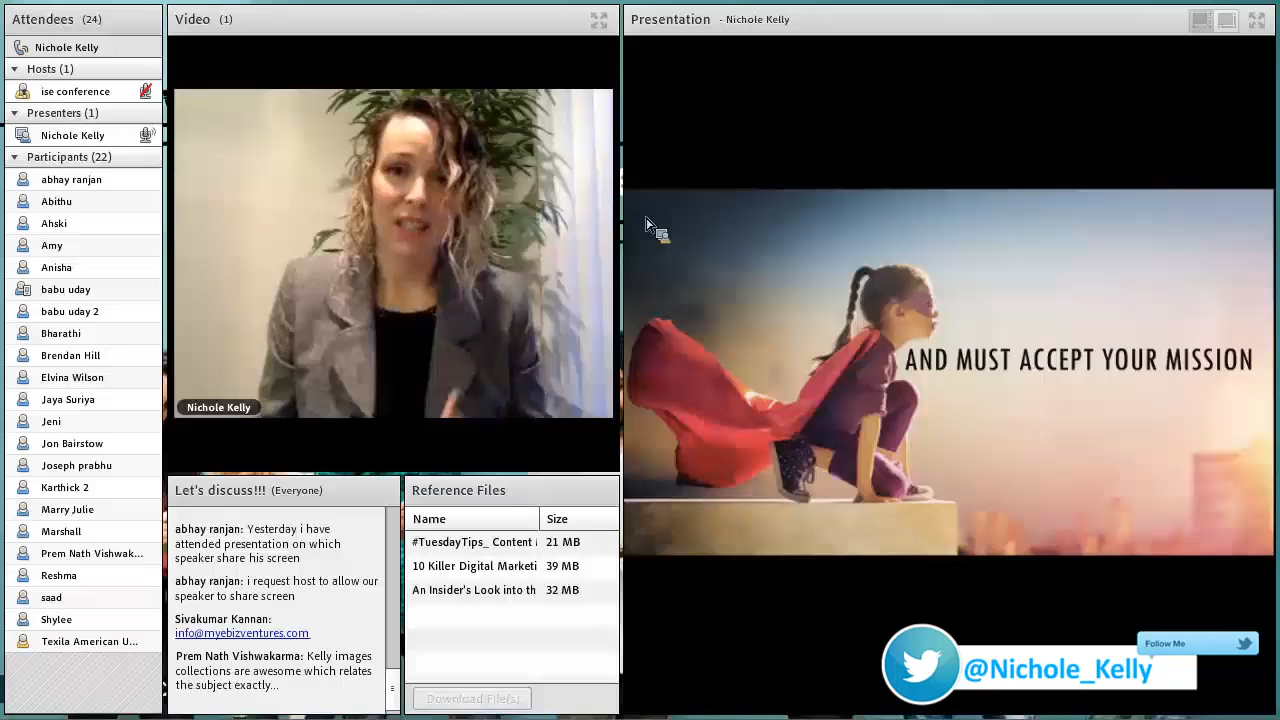 Attendees (24)
Nichole Kelly
Hosts (1)
ise conference
Presenters (1)
Nichole Kelly
Participants (22)
abhay ranjan
Abithu
Ahski
Amy
Anisha
babu uday
babu uday 2
Bharathi
Brendan Hill
Elvina Wilson
Jaya Suriya
Jeni
Jon Bairstow
Joseph prabhu
Karthick 2
Marry Julie
Marshall
Prem Nath Vishwak...
Reshma
saad
Shylee
Texila American U...
Video (1)
Nichole Kelly
Let's discuss!!! (Everyone)
abhay ranjan: Yesterday i have
attended presentation on which
speaker share his screen
abhay ranjan: i request host to allow our
speaker to share screen
Sivakumar Kannan:
info@myebizventures.com
Prem Nath Vishwakarma: Kelly images
collections are awesome which relates
the subject exactly...
Reference Files
Name Size
#TuesdayTips_ Content 21 MB
10 Killer Digital Marketi 39 MB
An Insider's Look into th 32 MB
Download File(s)
Presentation - Nichole Kelly
AND MUST ACCEPT YOUR MISSION
Follow Me
@Nichole_Kelly